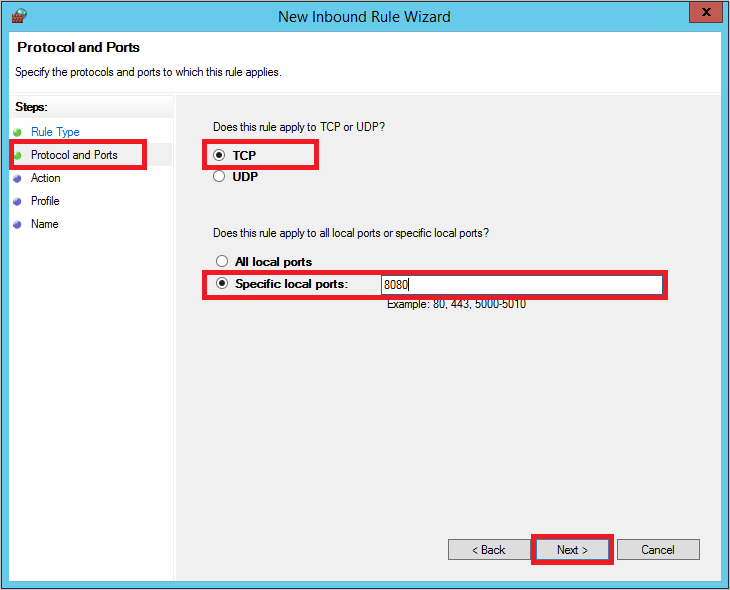 New Inbound Rule Wizard
X
Protocol and Ports
Specify the protocols and ports to which this rule applies.
Steps:
Rule Type
Protocol and Ports
Action
Profile
Name
Does this rule apply to TCP or UDP?
TCP
UDP
Does this rule apply to all local ports or specific local ports?
All local ports
Specific local ports:
8080
Example: 80, 443, 5000-5010
< Back
Next >
Cancel